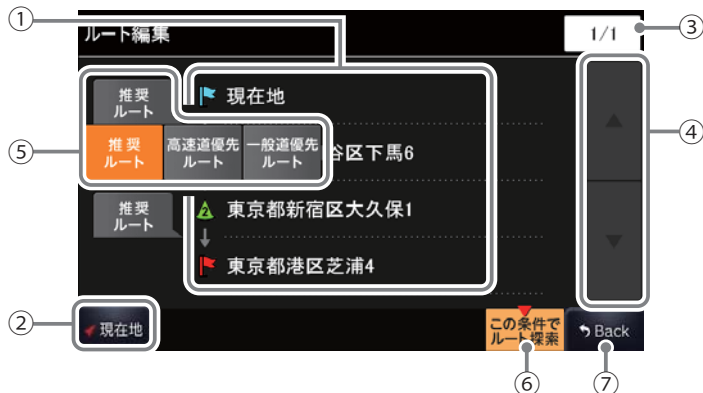 ①
③
ルート編集
1/1
推奨
ルート
現在地
④
⑤
推奨
ルート
高速道優先
ルート
一般道優先
ルート
谷区下馬6
推奨
ルート
2
東京都新宿区大久保1
東京都港区芝浦4
②
現在地
この条件で
ルート探索
Back
⑥
⑦